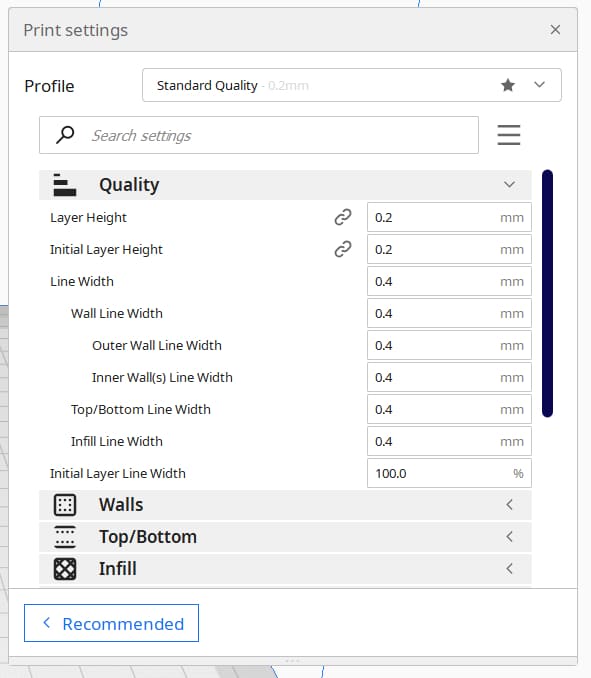 Print settings
Profile
Standard Quality - 0.2mm
Search settings
Quality
Layer Height 0.2 mm
Initial Layer Height 0.2 mm
Line Width 0.4 mm
Wall Line Width 0.4 mm
Outer Wall Line Width 0.4 mm
Inner Wall(s) Line Width 0.4 mm
Top/Bottom Line Width 0.4 mm
Infill Line Width 0.4 mm
Initial Layer Line Width 100.0 %
Walls
Top/Bottom
Infill
Recommended